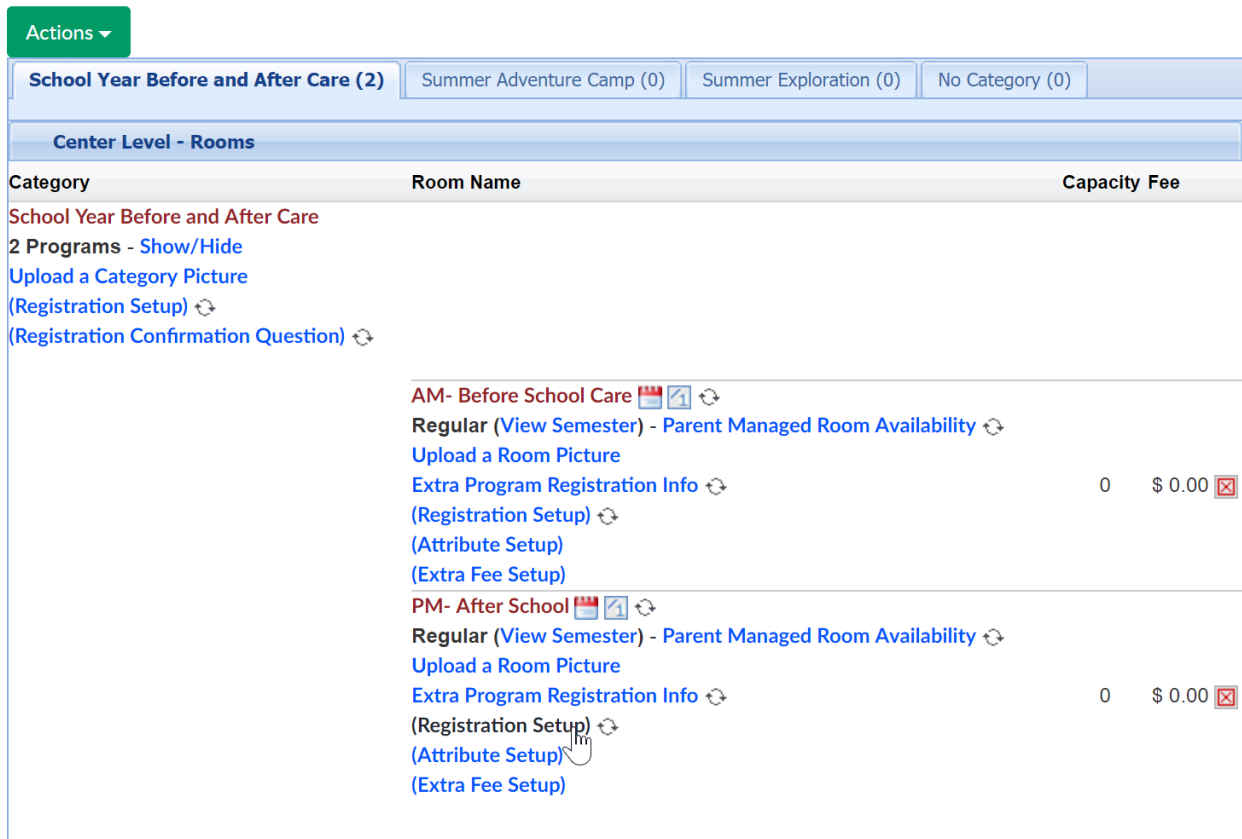 Actions
School Year Before and After Care (2) Summer Adventure Camp (0) Summer Exploration (0) No Category (0)
Center Level - Rooms
Category Room Name Capacity Fee
School Year Before and After Care
2 Programs - Show/Hide
Upload a Category Picture
(Registration Setup)
(Registration Confirmation Question)
AM- Before School Care
Regular (View Semester) - Parent Managed Room Availability
Upload a Room Picture
Extra Program Registration Info 0 $ 0.00
(Registration Setup)
(Attribute Setup)
(Extra Fee Setup)
PM- After School
Regular (View Semester) - Parent Managed Room Availability
Upload a Room Picture
Extra Program Registration Info 0 $ 0.00
(Registration Setup)
(Attribute Setup)
(Extra Fee Setup)